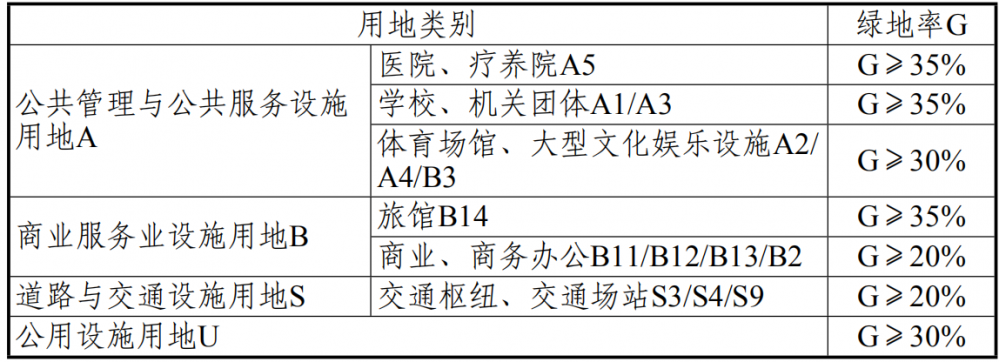 用地类别 绿地率G
公共管理与公共服务设施
用地A
医院、疗养院A5 G⩾35%
学校、机关团体A1/A3 G⩾35%
体育场馆、大型文化娱乐设施A2/
A4/B3
G⩾30%
商业服务业设施用地B
旅馆B14 G⩾35%
商业、商务办公B11/B12/B13/B2 G⩾20%
道路与交通设施用地S 交通枢纽、交通场站S3/S4/S9 G⩾20%
公用设施用地U G⩾30%